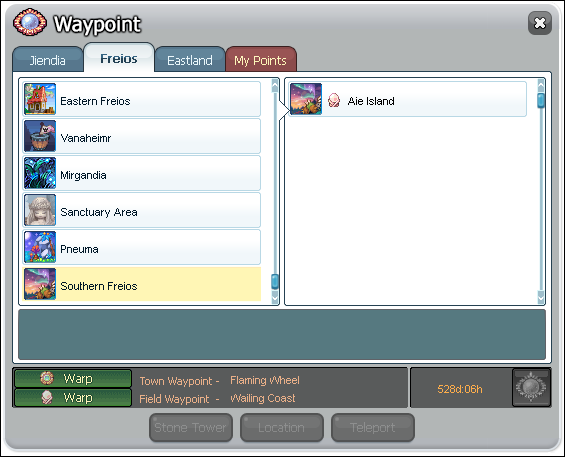 Waypoint
Jiendia Freios Eastland My Points
Eastern Freios
Vanaheimr
Mirgandia
Sanctuary Area
Pneuma
Southern Freios
Aie Island
Warp Town Waypoint - Flaming Wheel
Warp Field Waypoint - Wailing Coast
528d:06h
Stone Tower Location Teleport